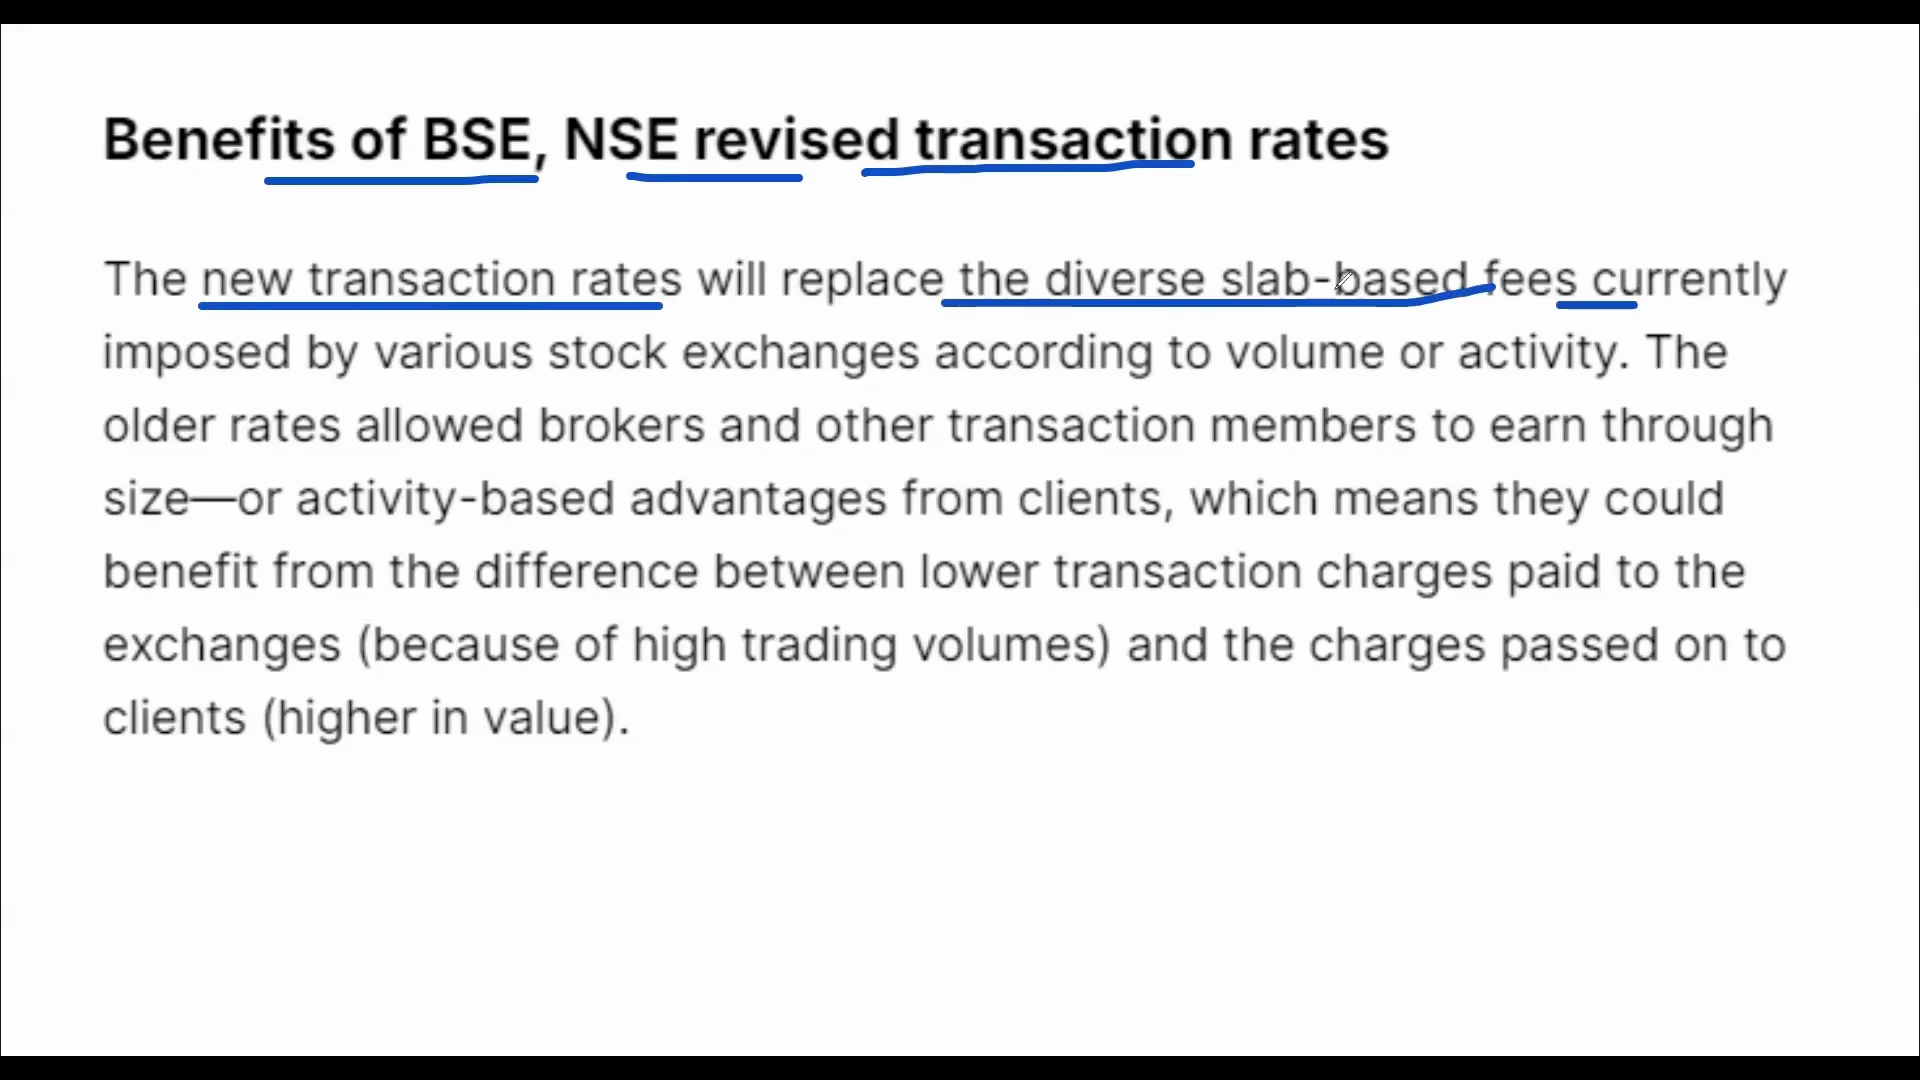 Benefits of BSE, NSE revised transaction rates
The new transaction rates will replace the diverse slab-based fees currently
imposed by various stock exchanges according to volume or activity. The
older rates allowed brokers and other transaction members to earn through
size—or activity-based advantages from clients, which means they could
benefit from the difference between lower transaction charges paid to the
exchanges (because of high trading volumes) and the charges passed on to
clients (higher in value).